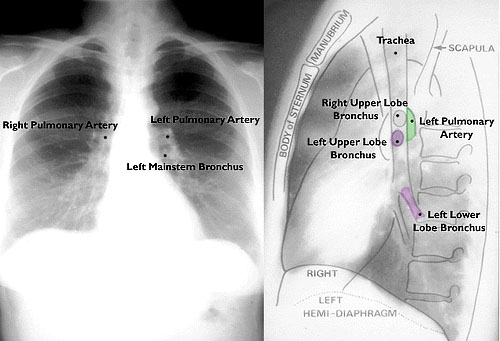 Right Pulmonary Artery
Left Pulmonary Artery
Left Mainstem Bronchus
MANUBRIUM
BODY of STERNUM
Trachea
SCAPULA
Right Upper Lobe
Bronchus
Left Pulmonary
Artery
Left Upper Lobe
Bronchus
Left Lower
Lobe Bronchus
RIGHT
LEFT
HEMI-DIAPHRAGM